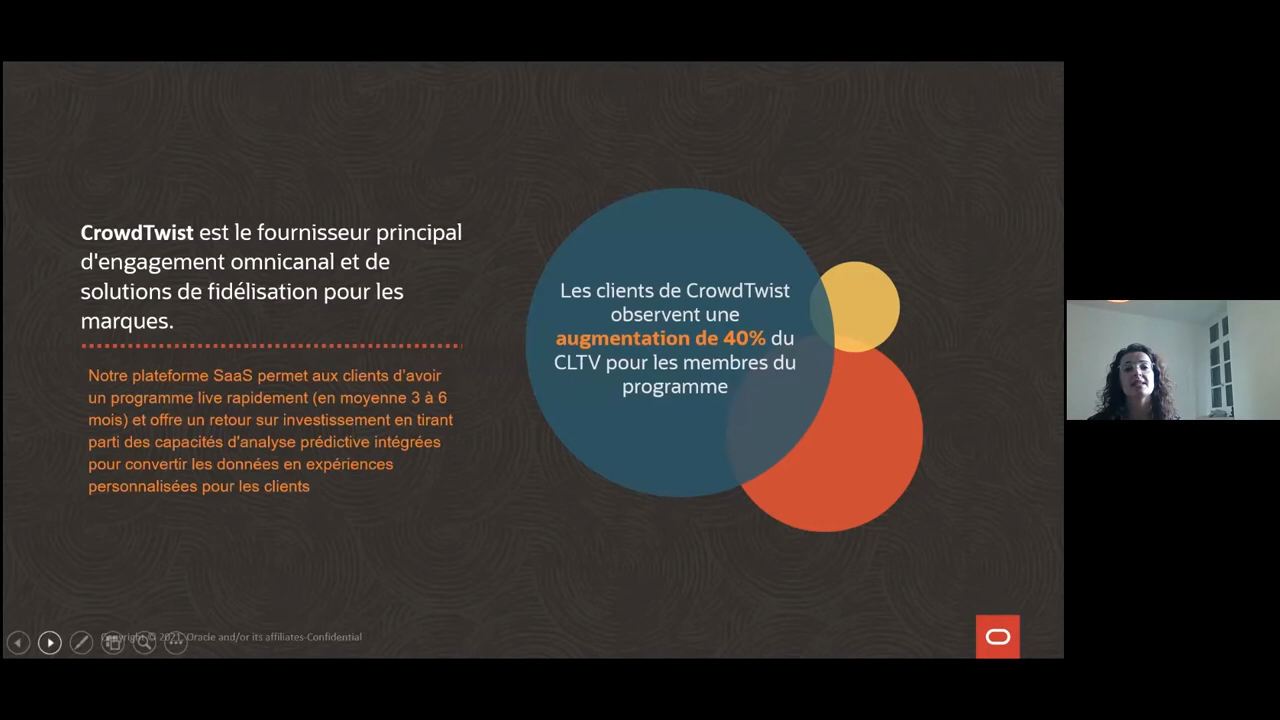 CrowdTwist est le fournisseur principal
d'engagement omnicanal et de
solutions de fidélisation pour les
marques.
Notre plateforme SaaS permet aux clients d'avoir
un programme live rapidement (en moyenne 3 à 6
mois) et offre un retour sur investissement en tirant
parti des capacités d'analyse prédictive intégrées
pour convertir les données en expériences
personnalisées pour les clients
Les clients de CrowdTwist
observent une
augmentation de 40% du
CLTV pour les membres du
programme
Copyright © 2021, Oracle and/or its affiliates-Confidential